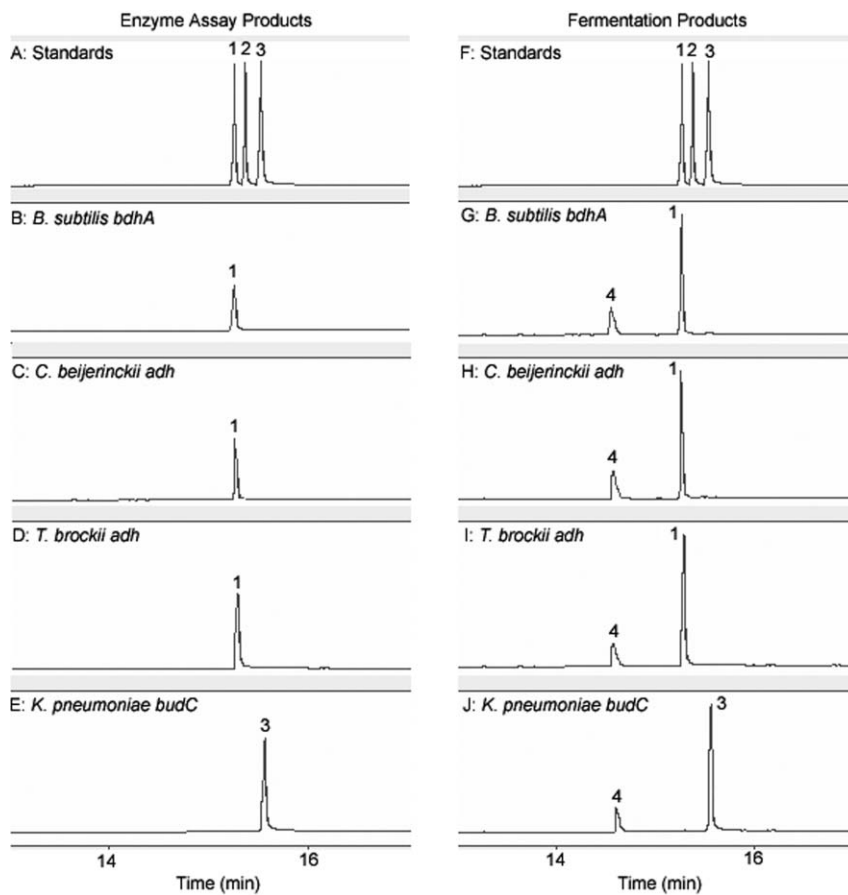 Enzyme Assay Products
A: Standards
1 2 3
B: B. subtilis bdhA
1
C: C. beijerinckii adh
1
D: T. brockii adh
1
E: K. pneumoniae budC
3
14 16
Time (min)
Fermentation Products
F: Standards
12 3
G: B. subtilis bdhA
1
4
H: C. beijerinckii adh
1
4
I: T. brockii adh
1
4
J: K. pneumoniae budC
3
4
14 16
Time (min)